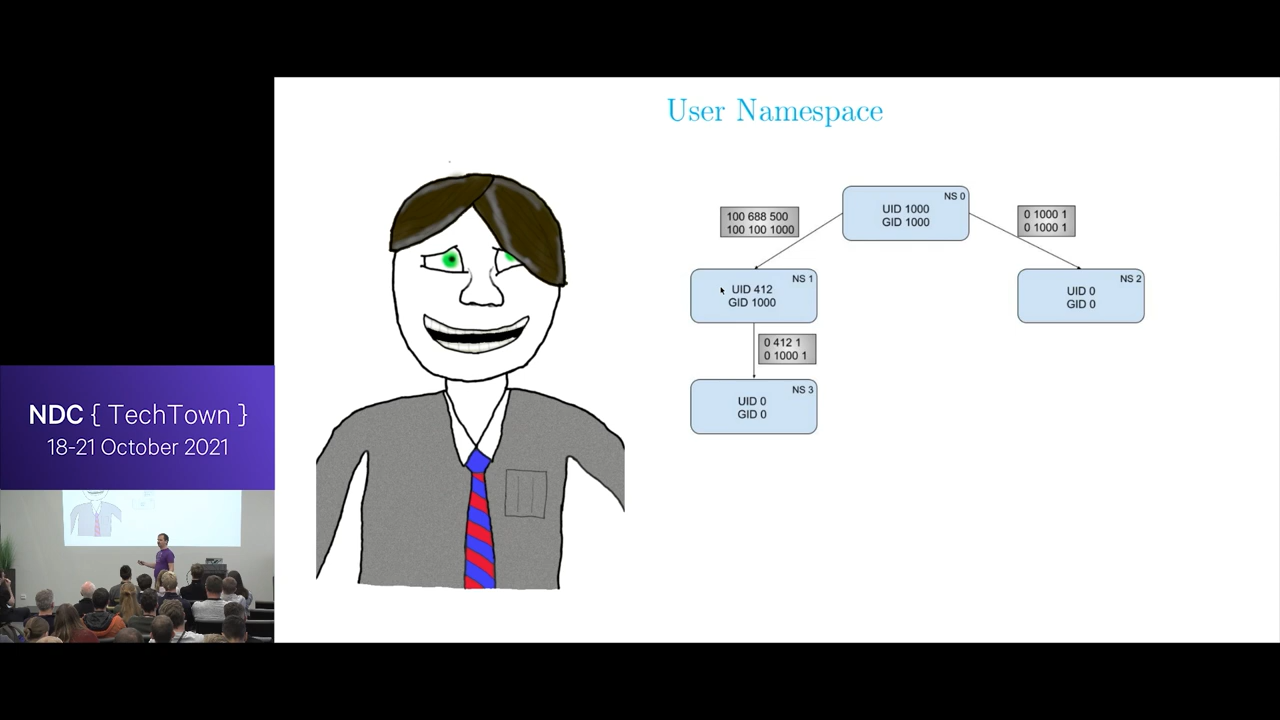 User Namespace
NS 0
UID 1000
GID 1000
100 688 500
100 100 1000
0 1000 1
0 1000 1
NS 1
UID 412
GID 1000
NS 2
UID 0
GID 0
0 412 1
0 1000 1
NS 3
UID 0
GID 0
NDC { TechTown }
18-21 October 2021